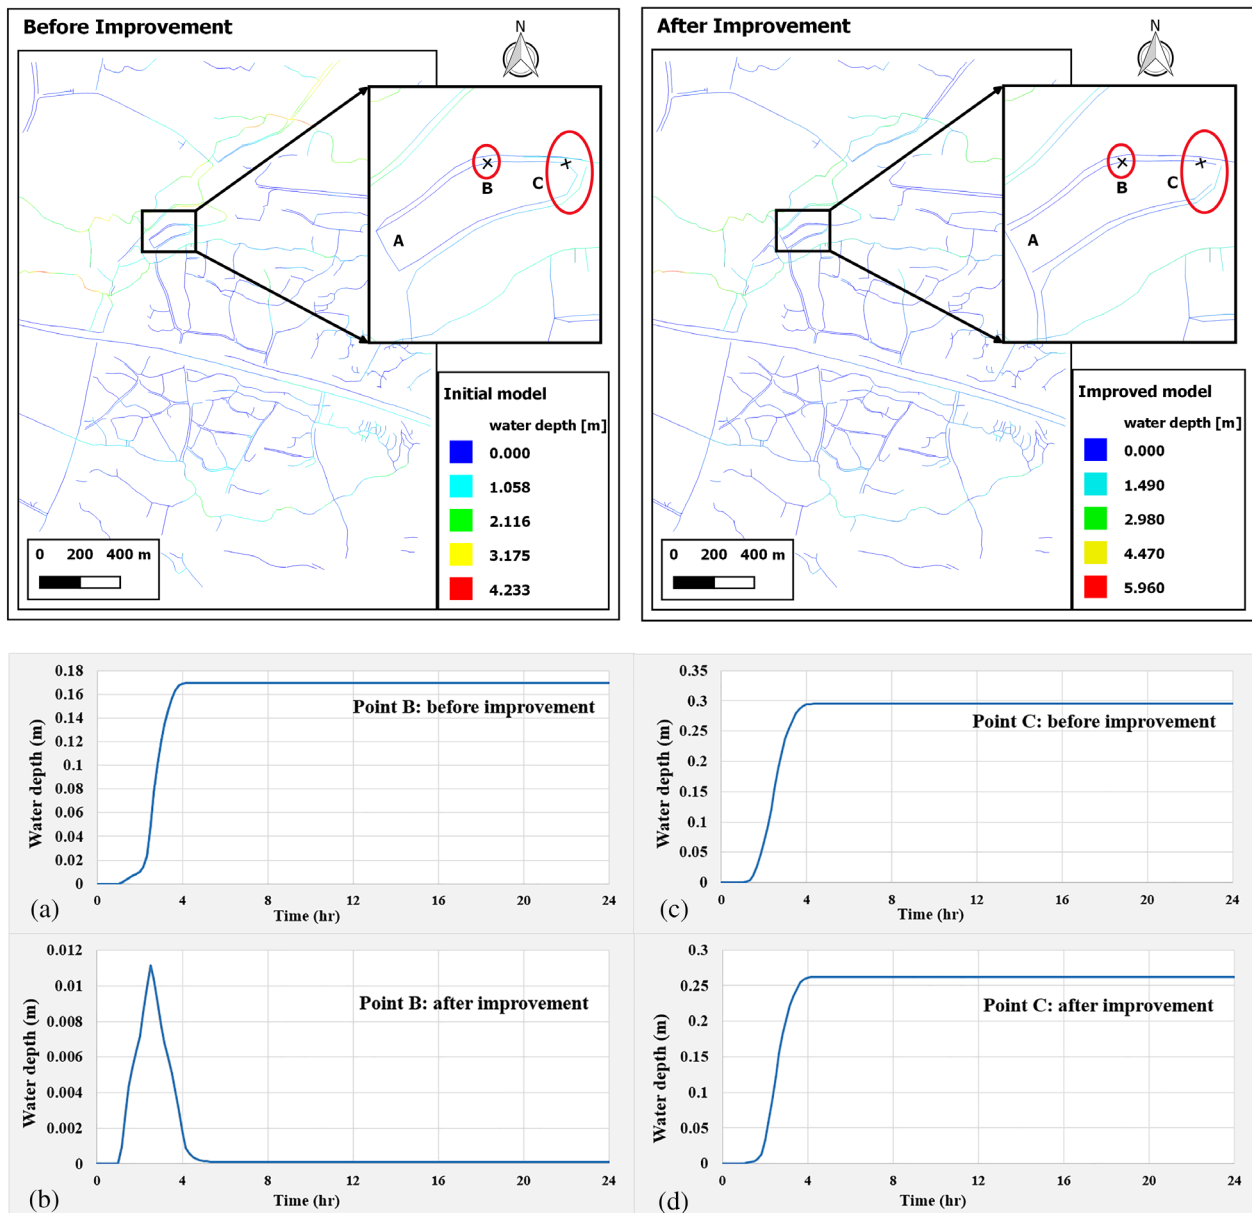 Before Improvement
N
B
C
A
Initial model
water depth [m]
0.000
1.058
2.116
3.175
4.233
0 200 400 m
After Improvement
N
B
C
A
Improved model
water depth [m]
0.000
1.490
2.980
4.470
5.960
0 200 400 m
0.18
0.16
0.14
0.12
0.1
0.08
0.06
0.04
0.02
0
Water depth (m)
Point B: before improvement
0 4 8 12 16 20 24
Time (hr)
(a)
0.35
0.3
0.25
0.2
0.15
0.1
0.05
0
Water depth (m)
Point C: before improvement
0 4 8 12 16 20 24
Time (hr)
(c)
0.012
0.01
0.008
0.006
0.004
0.002
0
Water depth (m)
Point B: after improvement
0 4 8 12 16 20 24
Time (hr)
(b)
0.3
0.25
0.2
0.15
0.1
0.05
0
Water depth (m)
Point C: after improvement
0 4 8 12 16 20 24
Time (hr)
(d)